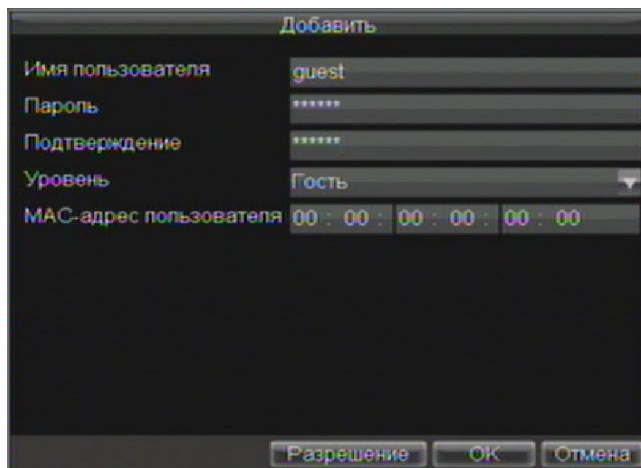 Добавить
Имя пользователя guest
Пароль ******
Подтверждение ******
Уровень Гость
MAC-адрес пользователя 00 : 00 : 00 : 00 : 00 : 00
Разрешение OK Отмена